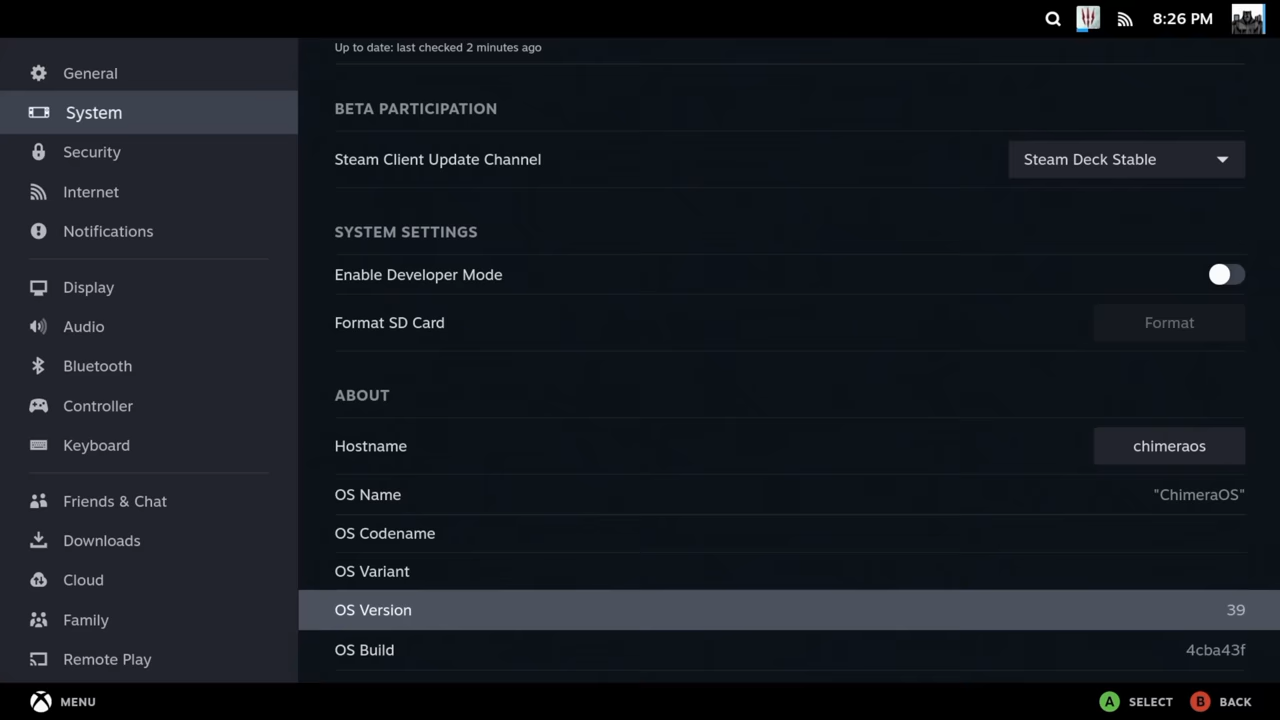 8:26 PM
General
System
Security
Internet
Notifications
Display
Audio
Bluetooth
Controller
Keyboard
Friends & Chat
Downloads
Cloud
Family
Remote Play
Up to date: last checked 2 minutes ago
BETA PARTICIPATION
Steam Client Update Channel Steam Deck Stable
SYSTEM SETTINGS
Enable Developer Mode
Format SD Card Format
ABOUT
Hostname chimeraos
OS Name "ChimeraOS"
OS Codename
OS Variant
OS Version 39
OS Build 4cba43f
MENU A SELECT B BACK